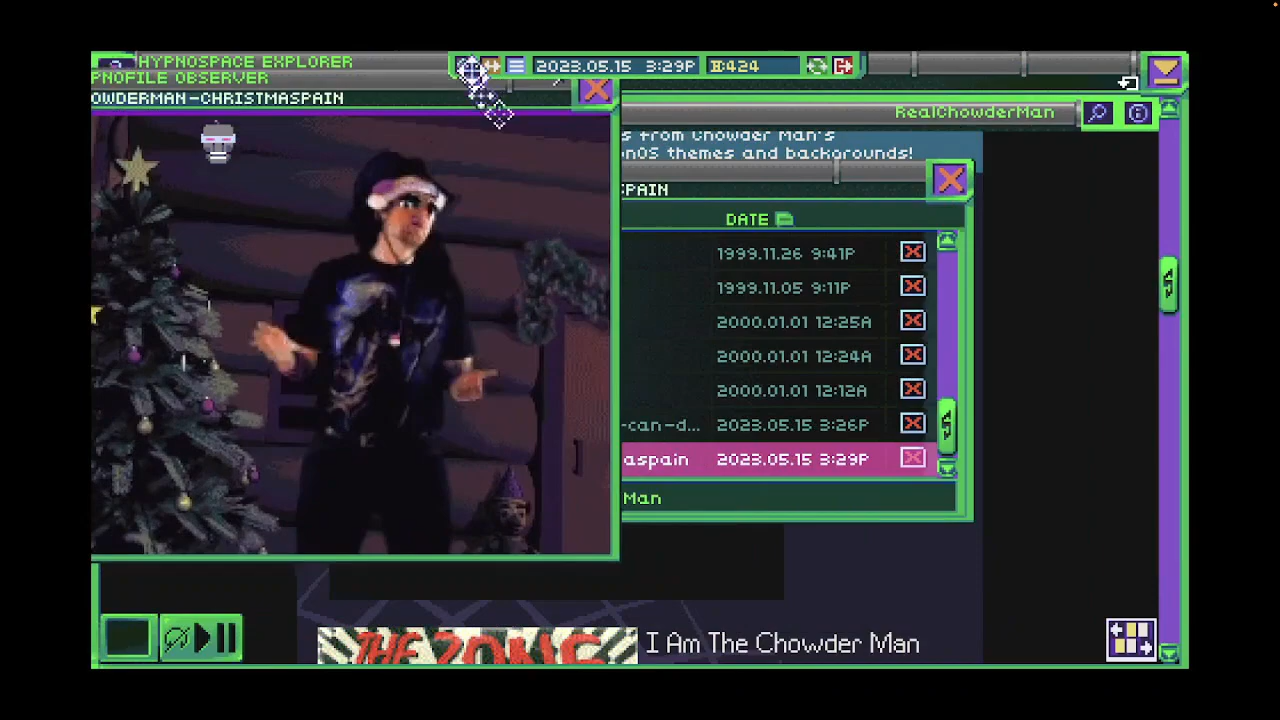 HYPNOSPACE EXPLORER
PNOFILE OBSERVER
OWDERMAN-CHRISTMASPAIN
2023.05.15 3:29P
424
RealChowderMan
s from Chowder Man's
onOS themes and backgrounds!
SPAIN
DATE
1999.11.26 9:41P
1999.11.05 9:11P
2000.01.01 12:25A
2000.01.01 12:24A
2000.01.01 12:12A
-can-d... 2023.05.15 3:26P
aspain 2023.05.15 3:29P
Man
THE ZONE
I Am The Chowder Man